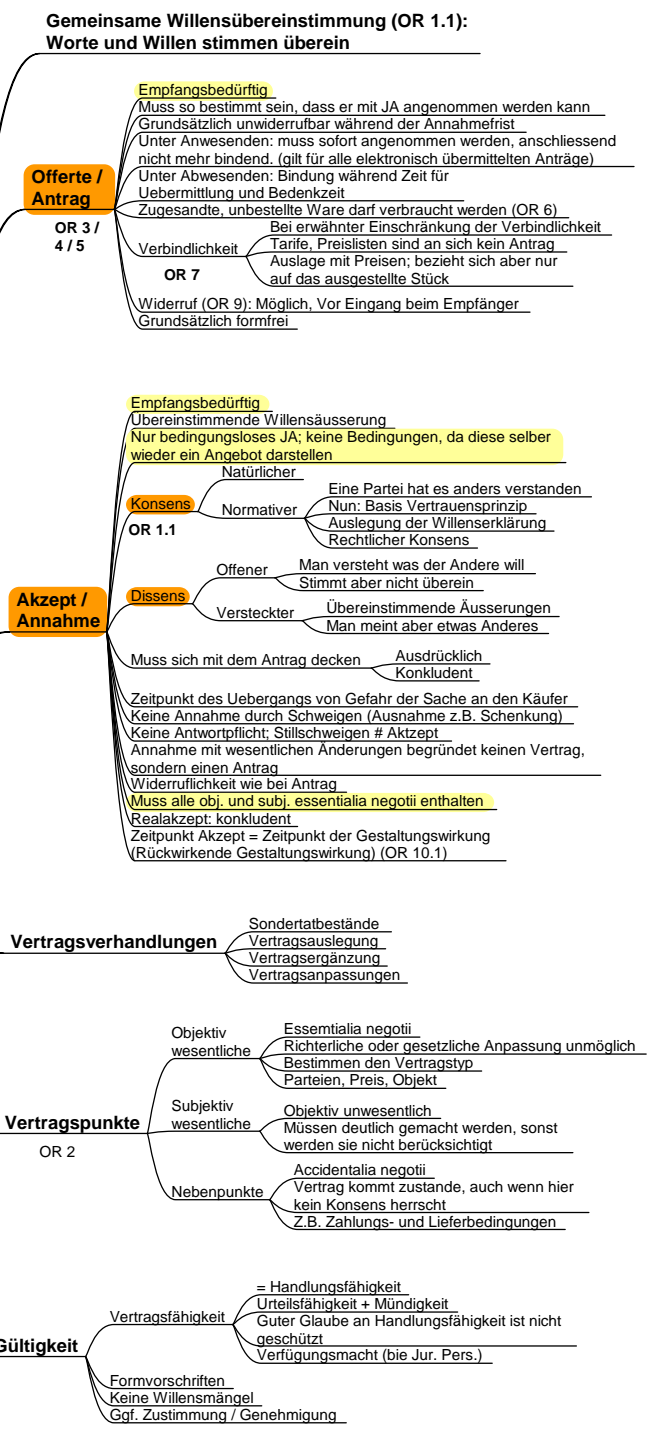 Gemeinsame Willensübereinstimmung (OR 1.1):
Worte und Willen stimmen überein
Offerte /
Antrag
OR 3 /
4 / 5
Empfangsbedürftig
Muss so bestimmt sein, dass er mit JA angenommen werden kann
Grundsätzlich unwiderrufbar während der Annahmefrist
Unter Anwesenden: muss sofort angenommen werden, anschliessend
nicht mehr bindend. (gilt für alle elektronisch übermittelten Anträge)
Unter Abwesenden: Bindung während Zeit für
Uebermittlung und Bedenkzeit
Zugesandte, unbestellte Ware darf verbraucht werden (OR 6)
Verbindlichkeit
OR 7
Bei erwähnter Einschränkung der Verbindlichkeit
Tarife, Preislisten sind an sich kein Antrag
Auslage mit Preisen; bezieht sich aber nur
auf das ausgestellte Stück
Widerruf (OR 9): Möglich, Vor Eingang beim Empfänger
Grundsätzlich formfrei
Akzept /
Annahme
Empfangsbedürftig
Übereinstimmende Willensäusserung
Nur bedingungsloses JA; keine Bedingungen, da diese selber
wieder ein Angebot darstellen
Konsens
OR 1.1
Natürlicher
Normativer
Eine Partei hat es anders verstanden
Nun: Basis Vertrauensprinzip
Auslegung der Willenserklärung
Rechtlicher Konsens
Dissens
Offener
Man versteht was der Andere will
Stimmt aber nicht überein
Versteckter
Übereinstimmende Äusserungen
Man meint aber etwas Anderes
Muss sich mit dem Antrag decken
Ausdrücklich
Konkludent
Zeitpunkt des Uebergangs von Gefahr der Sache an den Käufer
Keine Annahme durch Schweigen (Ausnahme z.B. Schenkung)
Keine Antwortpflicht; Stillschweigen # Aktzept
Annahme mit wesentlichen Änderungen begründet keinen Vertrag,
sondern einen Antrag
Widerruflichkeit wie bei Antrag
Muss alle obj. und subj. essentialia negotii enthalten
Realakzept: konkludent
Zeitpunkt Akzept = Zeitpunkt der Gestaltungswirkung
(Rückwirkende Gestaltungswirkung) (OR 10.1)
Vertragsverhandlungen
Sondertatbestände
Vertragsauslegung
Vertragsergänzung
Vertragsanpassungen
Vertragspunkte
OR 2
Objektiv
wesentliche
Essemtialia negotii
Richterliche oder gesetzliche Anpassung unmöglich
Bestimmen den Vertragstyp
Parteien, Preis, Objekt
Subjektiv
wesentliche
Objektiv unwesentlich
Müssen deutlich gemacht werden, sonst
werden sie nicht berücksichtigt
Nebenpunkte
Accidentalia negotii
Vertrag kommt zustande, auch wenn hier
kein Konsens herrscht
Z.B. Zahlungs- und Lieferbedingungen
Gültigkeit
Vertragsfähigkeit
= Handlungsfähigkeit
Urteilsfähigkeit + Mündigkeit
Guter Glaube an Handlungsfähigkeit ist nicht
geschützt
Verfügungsmacht (bie Jur. Pers.)
Formvorschriften
Keine Willensmängel
Ggf. Zustimmung / Genehmigung